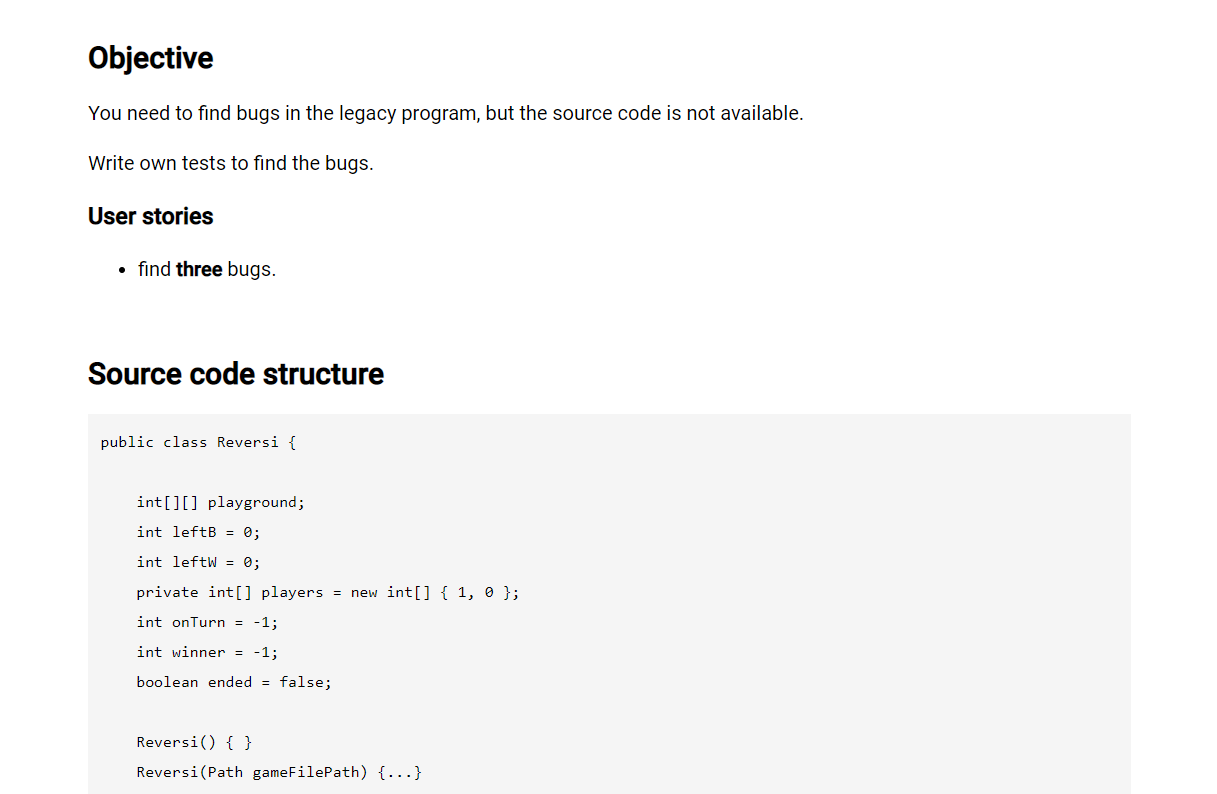 Objective
You need to find bugs in the legacy program, but the source code is not available.
Write own tests to find the bugs.
User stories
• find three bugs.
Source code structure
public class Reversi {
int[][] playground;
int leftB = 0;
int leftW = 0;
private int[] players = new int[] { 1, 0 };
int onTurn = -1;
int winner = -1;
boolean ended = false;
Reversi() { }
Reversi(Path gameFilePath) {...}